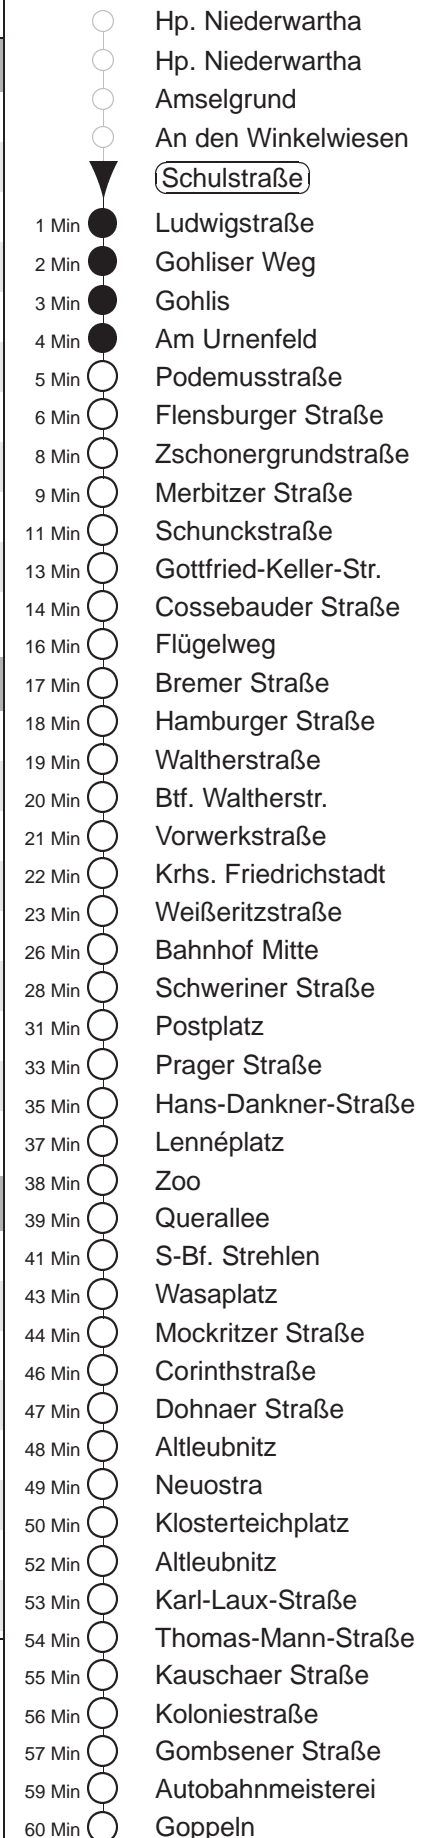 Hp. Niederwartha
Hp. Niederwartha
Amselgrund
An den Winkelwiesen
Schulstraße
1 Min Ludwigstraße
2 Min Gohliser Weg
3 Min Gohlis
4 Min Am Urnenfeld
5 Min Podemusstraße
6 Min Flensburger Straße
8 Min Zschonergrundstraße
9 Min Merbitzer Straße
11 Min Schunckstraße
13 Min Gottfried-Keller-Str.
14 Min Cossebauder Straße
16 Min Flügelweg
17 Min Bremer Straße
18 Min Hamburger Straße
19 Min Waltherstraße
20 Min Btf. Waltherstr.
21 Min Vorwerkstraße
22 Min Krhs. Friedrichstadt
23 Min Weißeritzstraße
26 Min Bahnhof Mitte
28 Min Schweriner Straße
31 Min Postplatz
33 Min Prager Straße
35 Min Hans-Dankner-Straße
37 Min Lennéplatz
38 Min Zoo
39 Min Querallee
41 Min S-Bf. Strehlen
43 Min Wasaplatz
44 Min Mockritzer Straße
46 Min Corinthstraße
47 Min Dohnaer Straße
48 Min Altleubnitz
49 Min Neuostra
50 Min Klosterteichplatz
52 Min Altleubnitz
53 Min Karl-Laux-Straße
54 Min Thomas-Mann-Straße
55 Min Kauschaer Straße
56 Min Koloniestraße
57 Min Gombsener Straße
59 Min Autobahnmeisterei
60 Min Goppeln